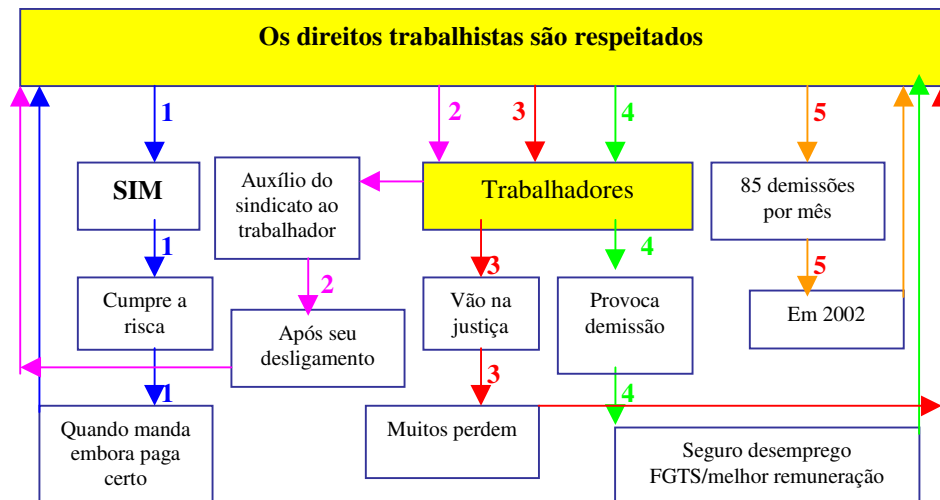 Os direitos trabalhistas são respeitados
1
2
3
4
5
SIM
Auxílio do
sindicato ao
trabalhador
Trabalhadores
85 demissões
por mês
1
2
3
4
5
Cumpre a
risca
Após seu
desligamento
Vão na
justiça
Provoca
demissão
Em 2002
1
3
4
Quando manda
embora paga
certo
Muitos perdem
Seguro desemprego
FGTS/melhor remuneração